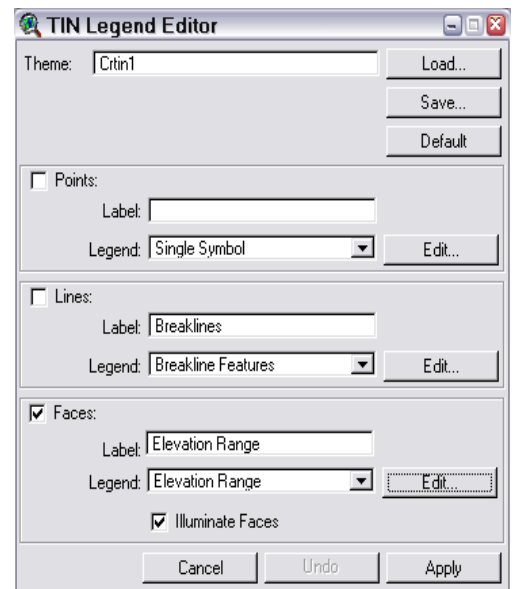 TIN Legend Editor
Theme: Crtin1 Load...
Save...
Default
Points:
Label:
Legend: Single Symbol Edit...
Lines:
Label: Breaklines
Legend: Breakline Features Edit...
Faces:
Label: Elevation Range
Legend: Elevation Range Edit...
Illuminate Faces
Cancel Undo Apply